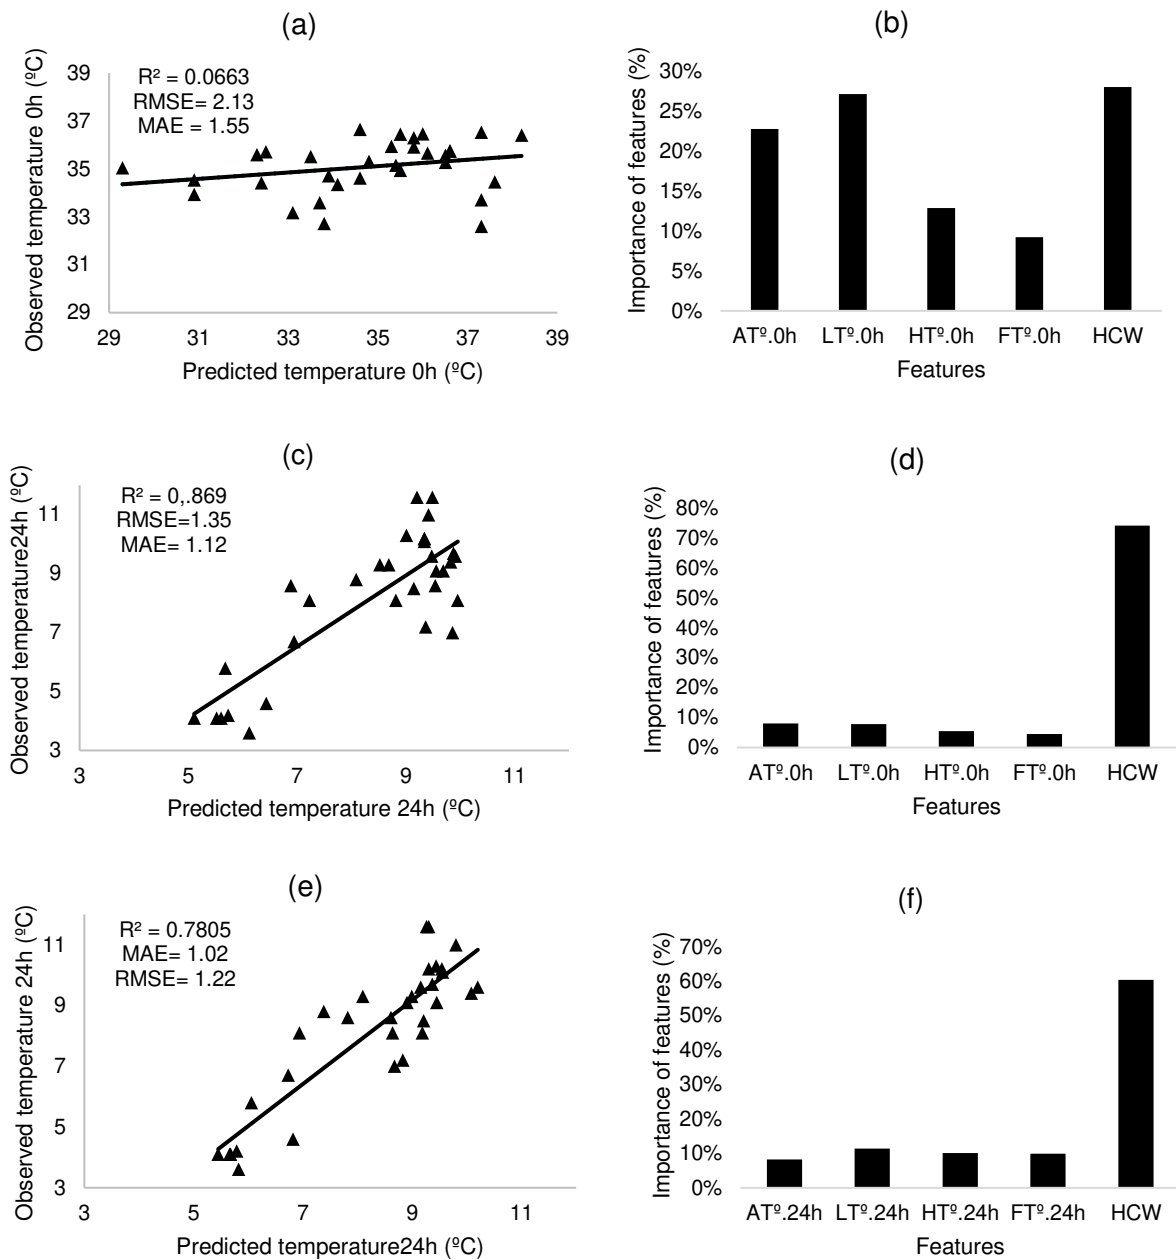 (a)
Observed temperature 0h (ºC)
39
37
35
33
31
29
R² = 0.0663
RMSE= 2.13
MAE = 1.55
29 31 33 35 37 39
Predicted temperature 0h (ºC)
(b)
Importance of features (%)
30%
25%
20%
15%
10%
5%
0%
ATº.0h LTº.0h HTº.0h FTº.0h HCW
Features
(c)
Observed temperature24h (ºC)
11
9
7
5
3
R² = 0,.869
RMSE=1.35
MAE= 1.12
3 5 7 9 11
Predicted temperature 24h (ºC)
(d)
Importance of features (%)
80%
70%
60%
50%
40%
30%
20%
10%
0%
ATº.0h LTº.0h HTº.0h FTº.0h HCW
Features
(e)
Observed temperature 24h (ºC)
11
9
7
5
3
R² = 0.7805
MAE= 1.02
RMSE= 1.22
3 5 7 9 11
Predicted temperature24h (ºC)
(f)
Importance of features (%)
70%
60%
50%
40%
30%
20%
10%
0%
ATº.24h LTº.24h HTº.24h FTº.24h HCW
Features